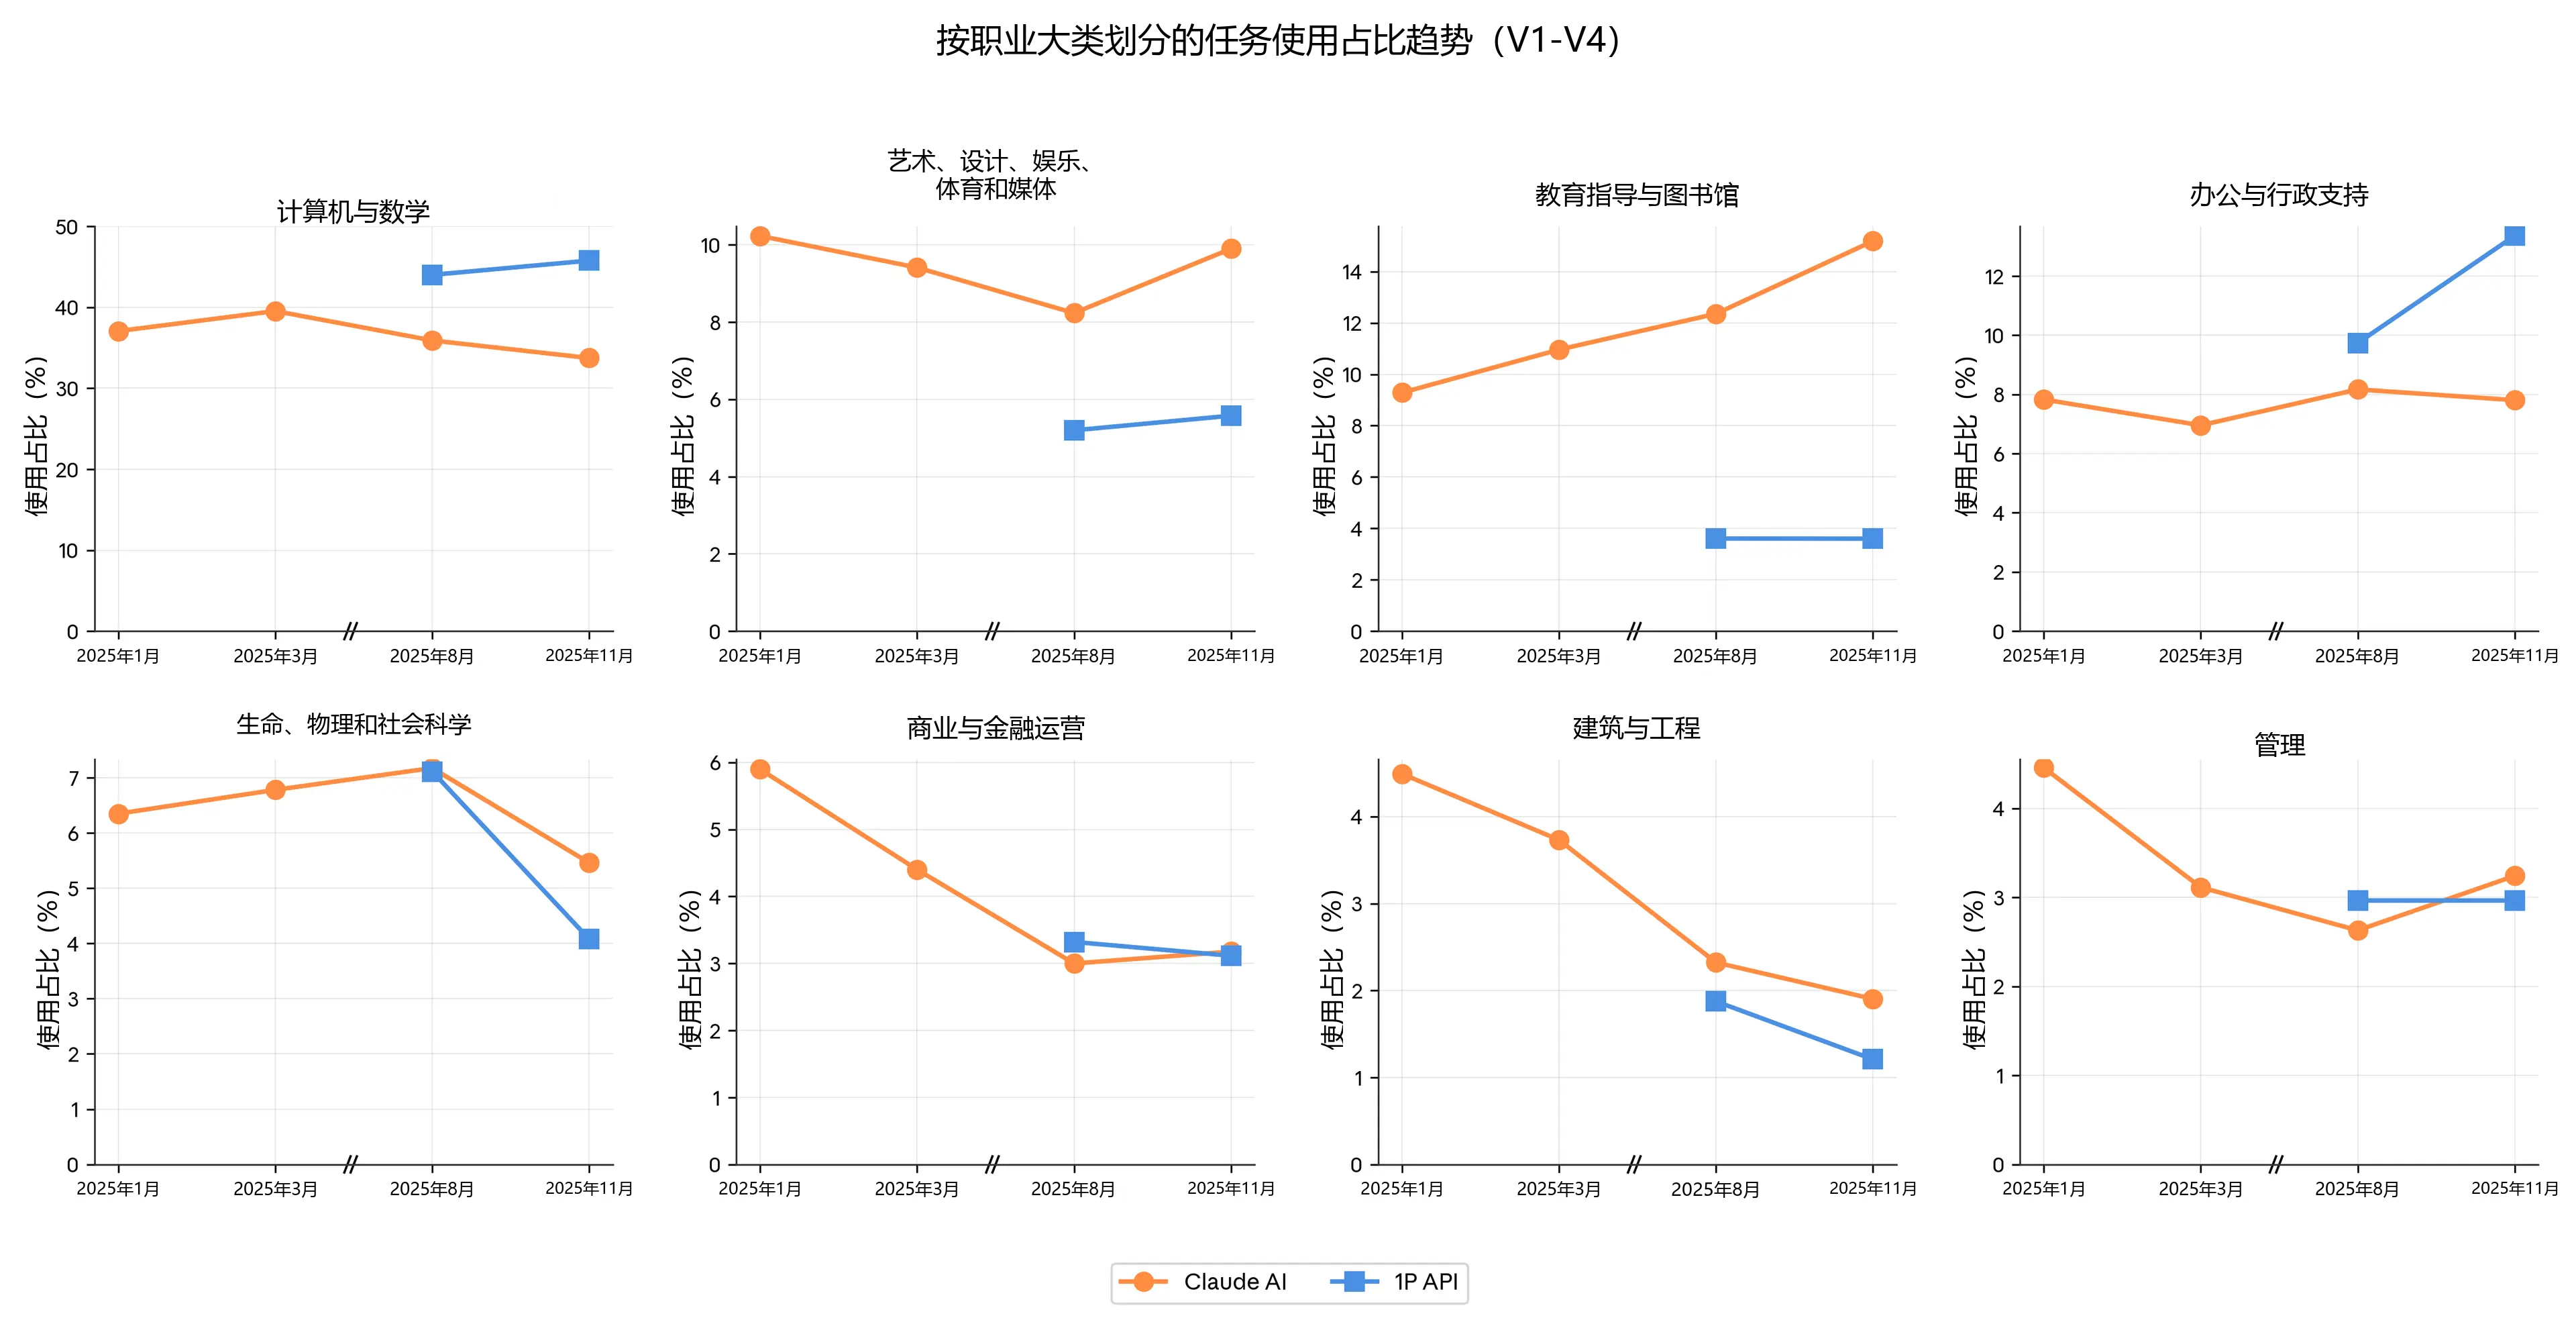 按职业大类划分的任务使用占比趋势（V1-V4）
计算机与数学
使用占比（%）
50
40
30
20
10
0
2025年1月
2025年3月
2025年8月
2025年11月
艺术、设计、娱乐、
体育和媒体
使用占比（%）
10
8
6
4
2
0
2025年1月
2025年3月
2025年8月
2025年11月
教育指导与图书馆
使用占比（%）
14
12
10
8
6
4
2
0
2025年1月
2025年3月
2025年8月
2025年11月
办公与行政支持
使用占比（%）
12
10
8
6
4
2
0
2025年1月
2025年3月
2025年8月
2025年11月
生命、物理和社会科学
使用占比（%）
7
6
5
4
3
2
1
0
2025年1月
2025年3月
2025年8月
2025年11月
商业与金融运营
使用占比（%）
6
5
4
3
2
1
0
2025年1月
2025年3月
2025年8月
2025年11月
建筑与工程
使用占比（%）
4
3
2
1
0
2025年1月
2025年3月
2025年8月
2025年11月
管理
使用占比（%）
4
3
2
1
0
2025年1月
2025年3月
2025年8月
2025年11月
Claude AI
1P API